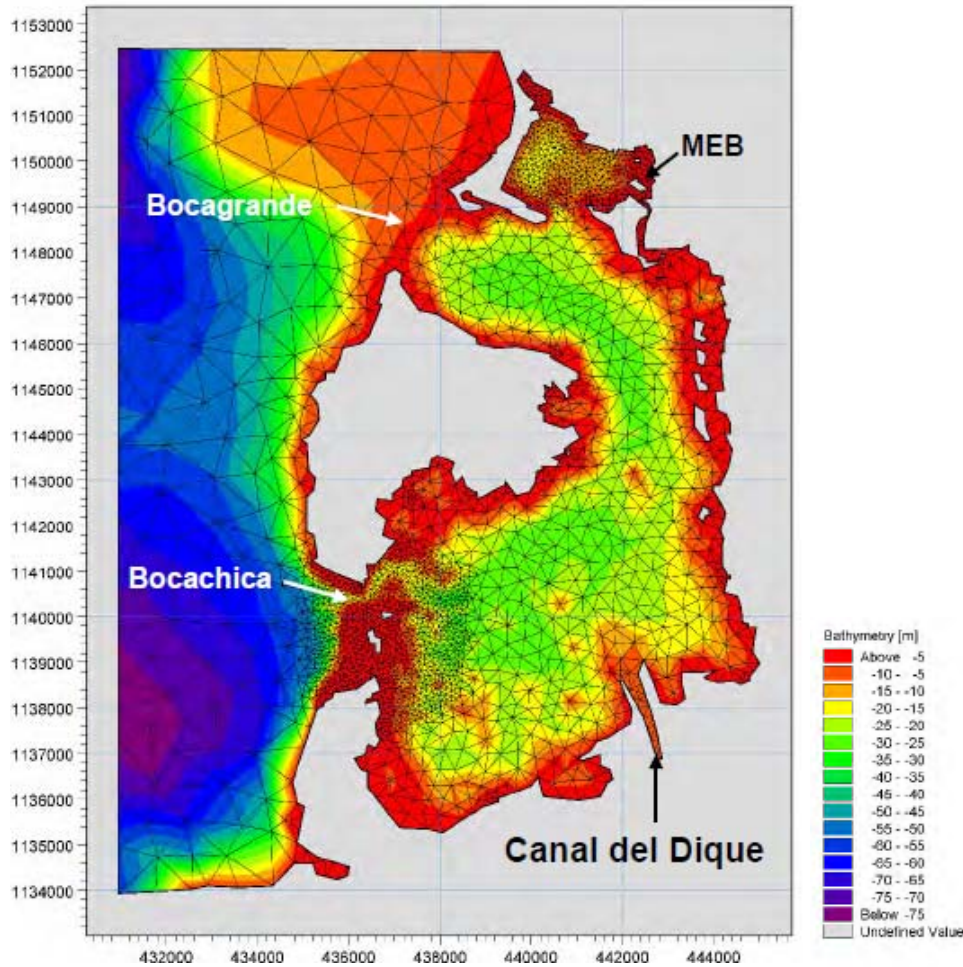 1153000
1152000
1151000
1150000
1149000
1148000
1147000
1146000
1145000
1144000
1143000
1142000
1141000
1140000
1139000
1138000
1137000
1136000
1135000
1134000
MEB
Bocagrande
Bocachica
Canal del Dique
432000 434000 436000 438000 440000 442000 444000
Bathymetry [m]
Above -5
-10 - -5
-15 - -10
-20 - -15
-25 - -20
-30 - -25
-35 - -30
-40 - -35
-45 - -40
-50 - -45
-55 - -50
-60 - -55
-65 - -60
-70 - -65
-75 - -70
Below -75
Undefined Value